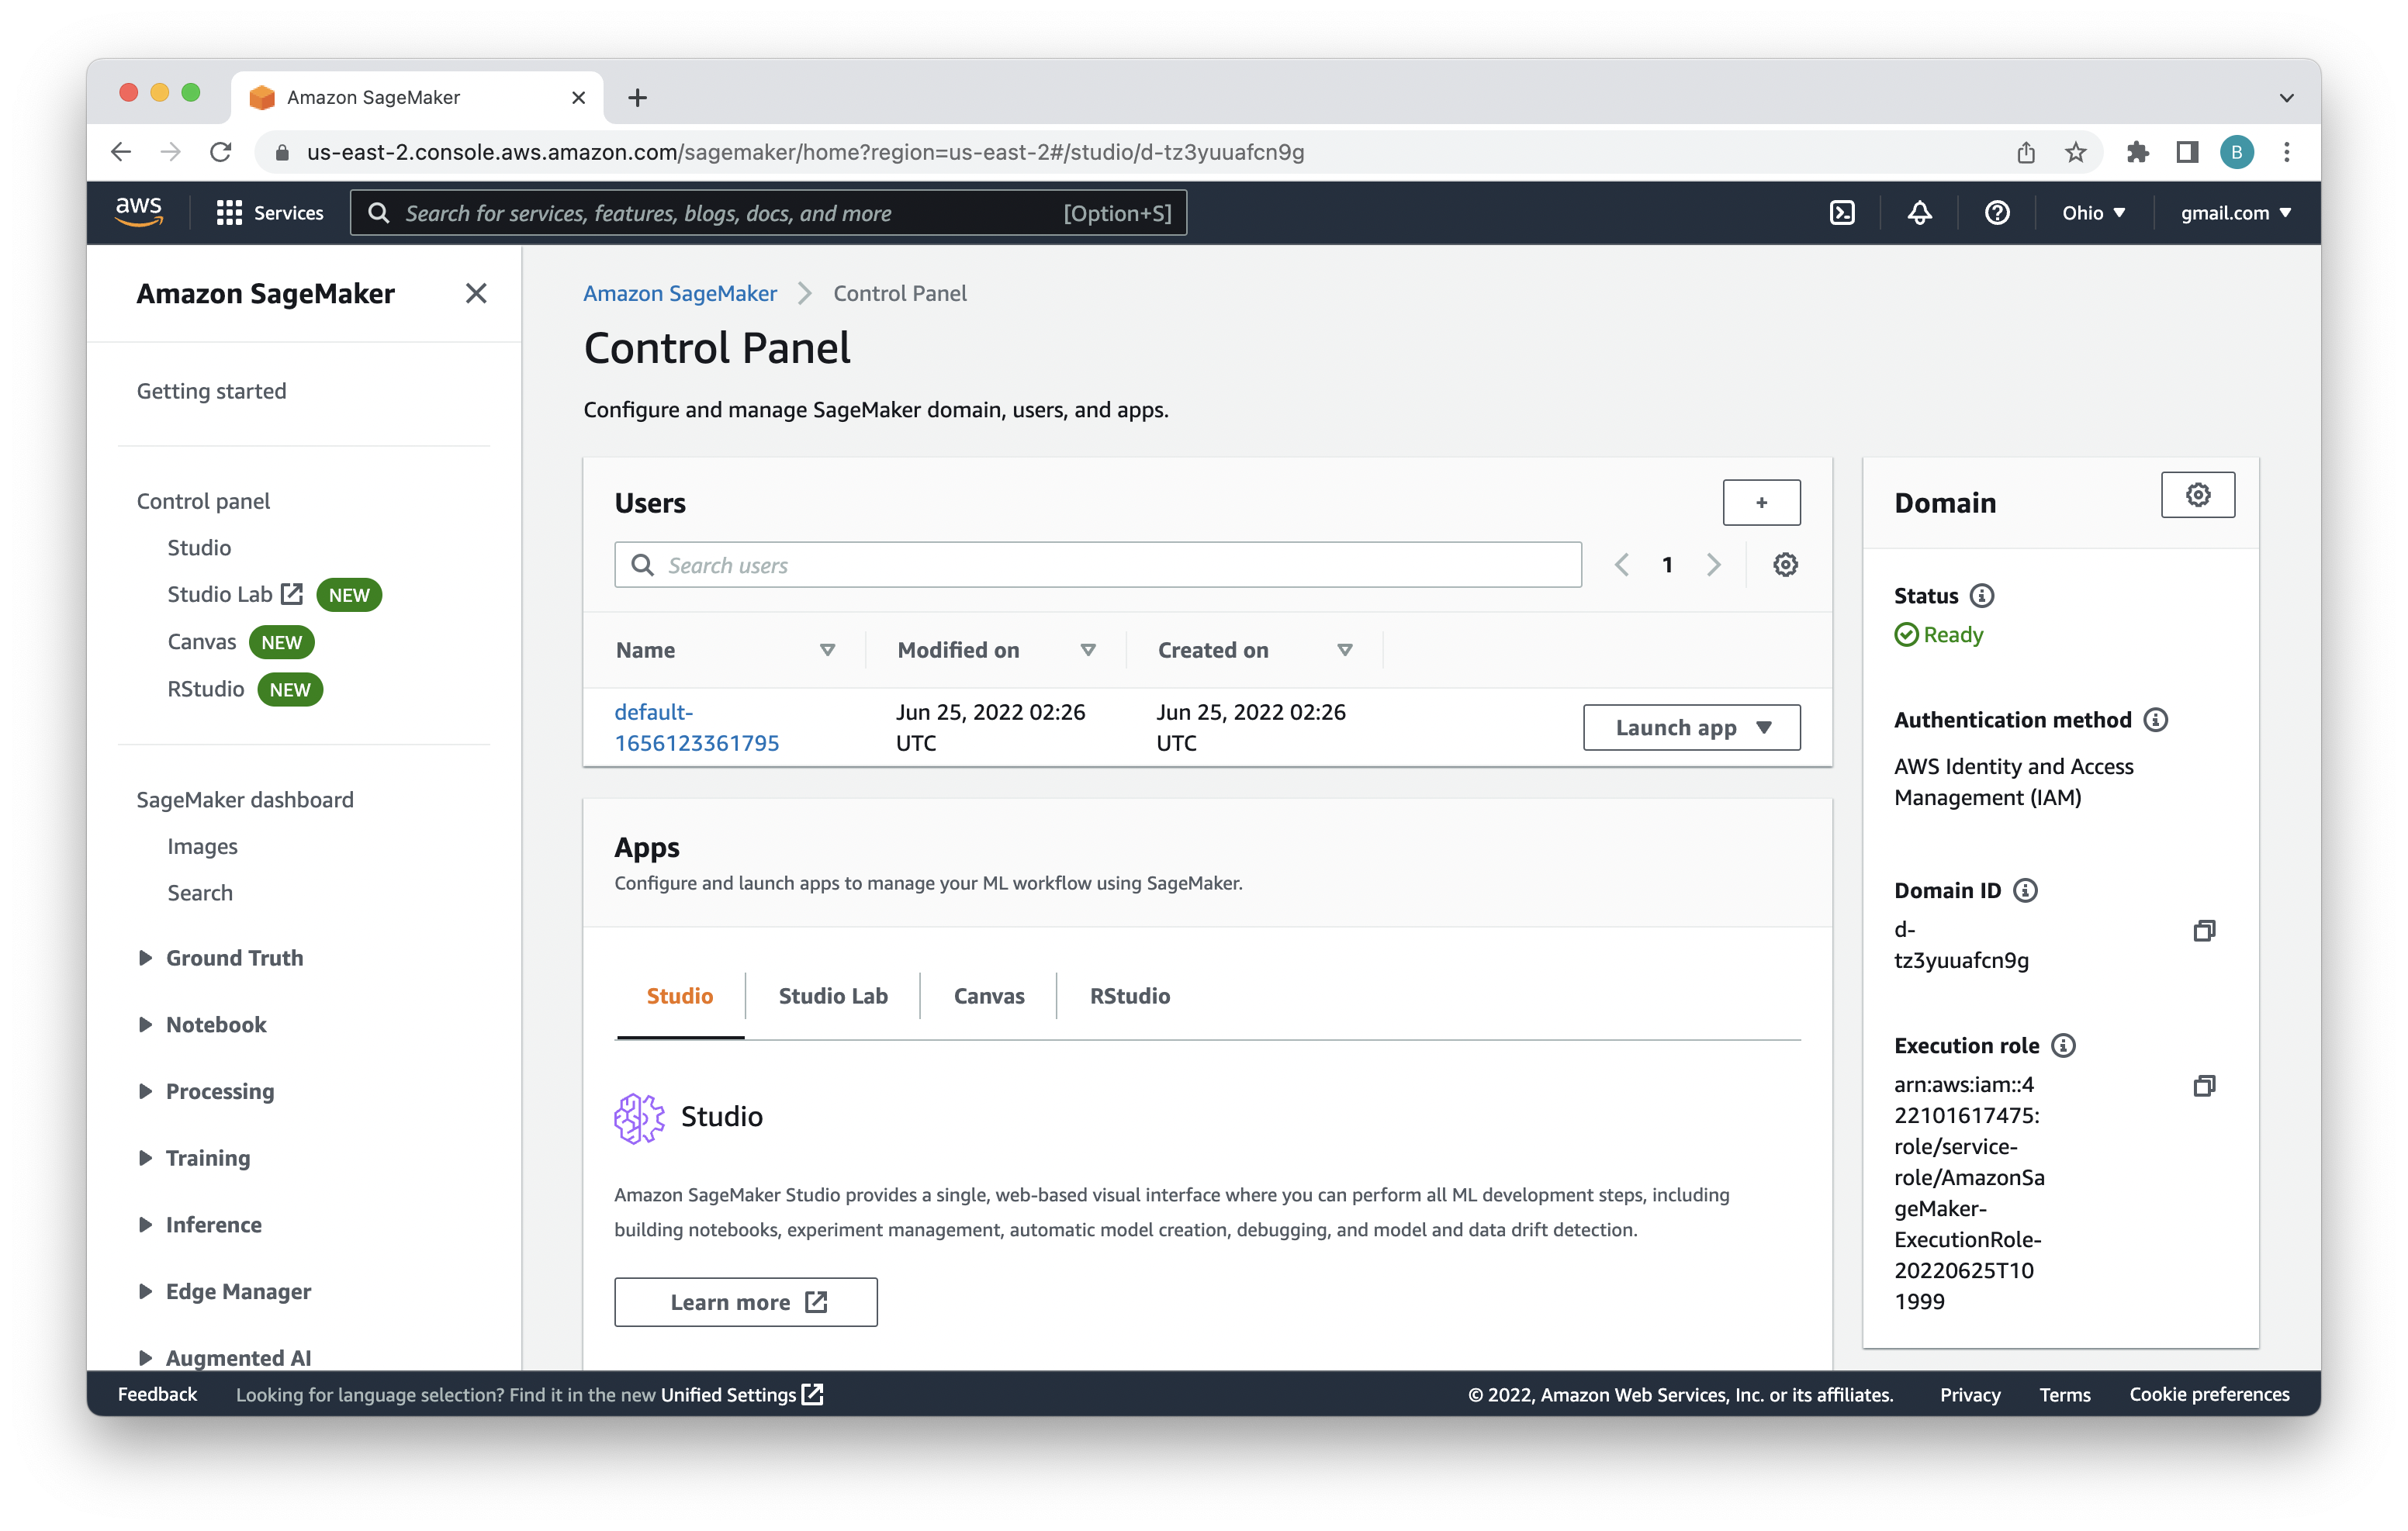 Amazon SageMaker
us-east-2.console.aws.amazon.com/sagemaker/home?region=us-east-2#/studio/d-tz3yuuafcn9g
B
aws
Services
Search for services, features, blogs, docs, and more
[Option+S]
Ohio
gmail.com
Amazon SageMaker
Getting started
Control panel
Studio
Studio Lab NEW
Canvas NEW
RStudio NEW
SageMaker dashboard
Images
Search
Ground Truth
Notebook
Processing
Training
Inference
Edge Manager
Augmented AI
Amazon SageMaker > Control Panel
Control Panel
Configure and manage SageMaker domain, users, and apps.
Users
+
Search users
1
Name
Modified on
Created on
default-
1656123361795
Jun 25, 2022 02:26
UTC
Jun 25, 2022 02:26
UTC
Launch app
Apps
Configure and launch apps to manage your ML workflow using SageMaker.
Studio
Studio Lab
Canvas
RStudio
Studio
Amazon SageMaker Studio provides a single, web-based visual interface where you can perform all ML development steps, including
building notebooks, experiment management, automatic model creation, debugging, and model and data drift detection.
Learn more
Domain
Status
Ready
Authentication method
AWS Identity and Access
Management (IAM)
Domain ID
d-
tz3yuuafcn9g
Execution role
arn:aws:iam::4
22101617475:
role/service-
role/AmazonSa
geMaker-
ExecutionRole-
20220625T10
1999
Feedback
Looking for language selection? Find it in the new Unified Settings
© 2022, Amazon Web Services, Inc. or its affiliates.
Privacy
Terms
Cookie preferences